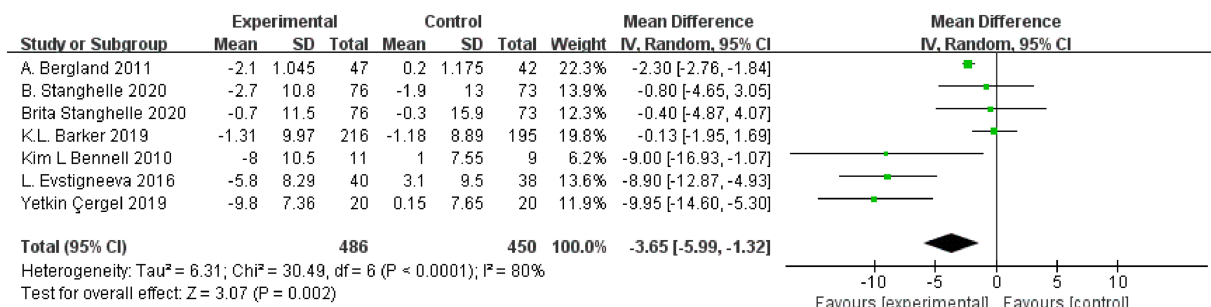 Experimental Control Mean Difference Mean Difference
Study or Subgroup Mean SD Total Mean SD Total Weight IV, Random, 95% CI IV, Random, 95% CI
A. Bergland 2011 -2.1 1.045 47 0.2 1.175 42 22.3% -2.30 [-2.76, -1.84]
B. Stanghelle 2020 -2.7 10.8 76 -1.9 13 73 13.9% -0.80 [-4.65, 3.05]
Brita Stanghelle 2020 -0.7 11.5 76 -0.3 15.9 73 12.3% -0.40 [-4.87, 4.07]
K.L. Barker 2019 -1.31 9.97 216 -1.18 8.89 195 19.8% -0.13 [-1.95, 1.69]
Kim L Bennell 2010 -8 10.5 11 1 7.55 9 6.2% -9.00 [-16.93, -1.07]
L. Evstigneeva 2016 -5.8 8.29 40 3.1 9.5 38 13.6% -8.90 [-12.87, -4.93]
Yetkin Çergel 2019 -9.8 7.36 20 0.15 7.65 20 11.9% -9.95 [-14.60, -5.30]
Total (95% CI) 486 450 100.0% -3.65 [-5.99, -1.32]
Heterogeneity: Tau² = 6.31; Chi² = 30.49, df = 6 (P < 0.0001); I² = 80%
Test for overall effect: Z = 3.07 (P = 0.002)
-10 -5 0 5 10
Favours [experimental] Favours [control]